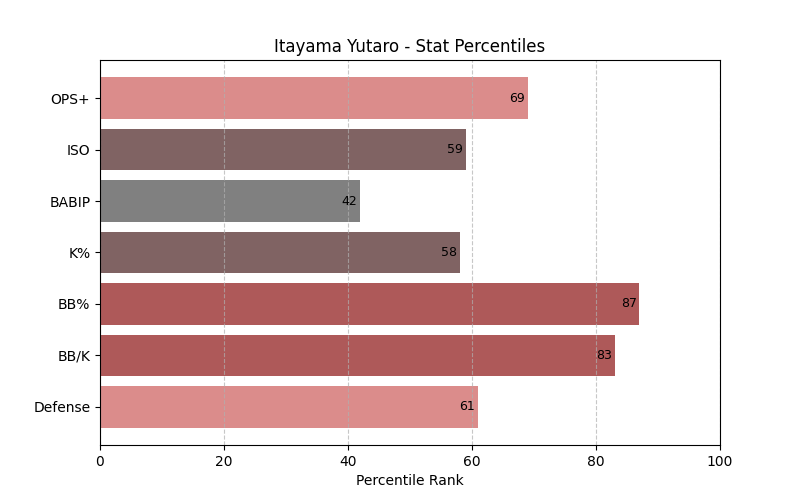 Itayama Yutaro - Stat Percentiles
OPS+ 69
ISO 59
BABIP 42
K% 58
BB% 87
BB/K 83
Defense 61
0 20 40 60 80 100
Percentile Rank